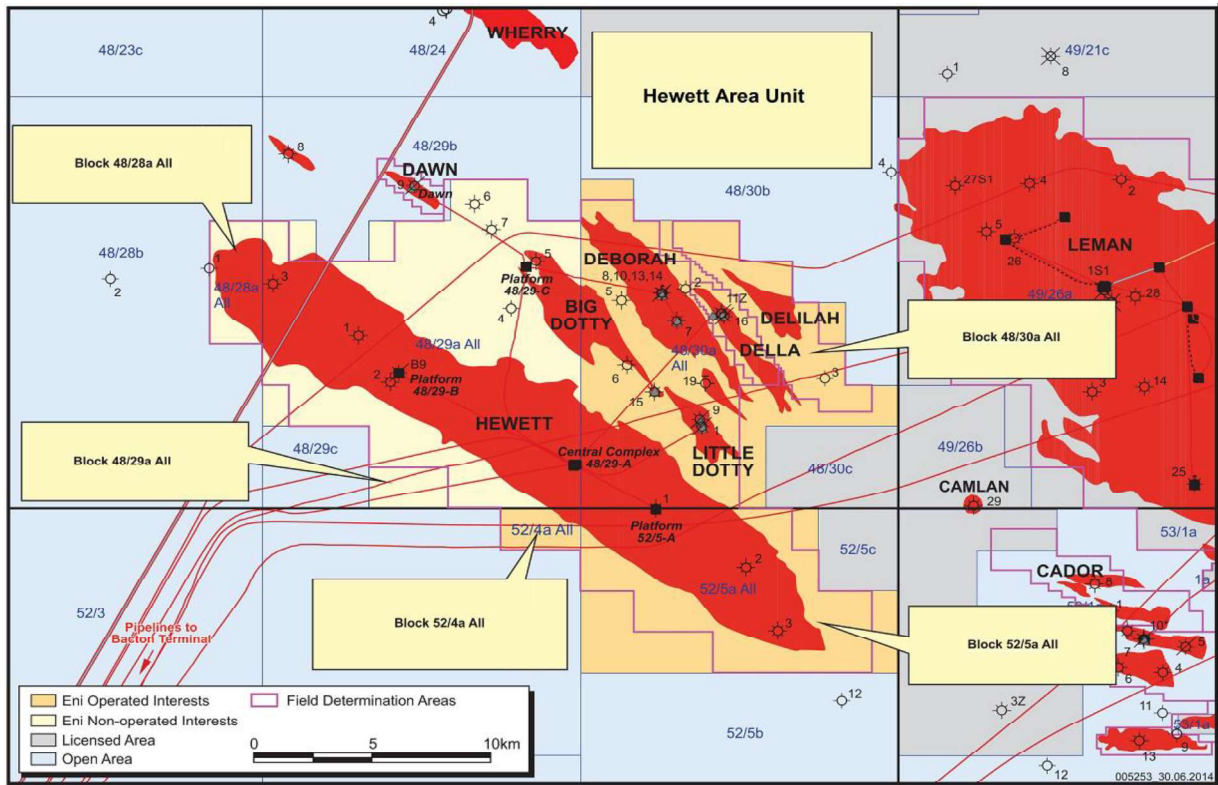 WHERRY
4
48/23c
48/24
49/21c
1
8
Hewett Area Unit
Block 48/28a All
8
48/29b
DAWN
9
Dawn
6
7
48/30b
4
27S1
4
2
5
LEMAN
26
1S1
49/26a
28
48/28b
2
1
48/28a
All
3
5
Platform
48/29-C
4
DEBORAH
8,10,13,14
5
2
11Z
16
7
DELILAH
DELLA
BIG
DOTTY
48/30a
All
Block 48/30a All
1
48/29a All
B9
2
Platform
48/29-B
6
15
19
3
3
14
HEWETT
9
1
LITTLE
DOTTY
Block 48/29a All
48/29c
Central Complex
48/29-A
48/30c
49/26b
25
CAMLAN
29
1
Platform
52/5-A
52/4a All
52/5c
53/1a
1a
2
52/5a All
CADOR
8
1
10
5
7
6
4
52/3
Block 52/4a All
3
Block 52/5a All
Pipelines to
Bacton Terminal
12
3Z
11
53/1a
9
13
12
52/5b
Eni Operated Interests
Field Determination Areas
Eni Non-operated Interests
Licensed Area
Open Area
0 5 10km
005253_30.06.2014